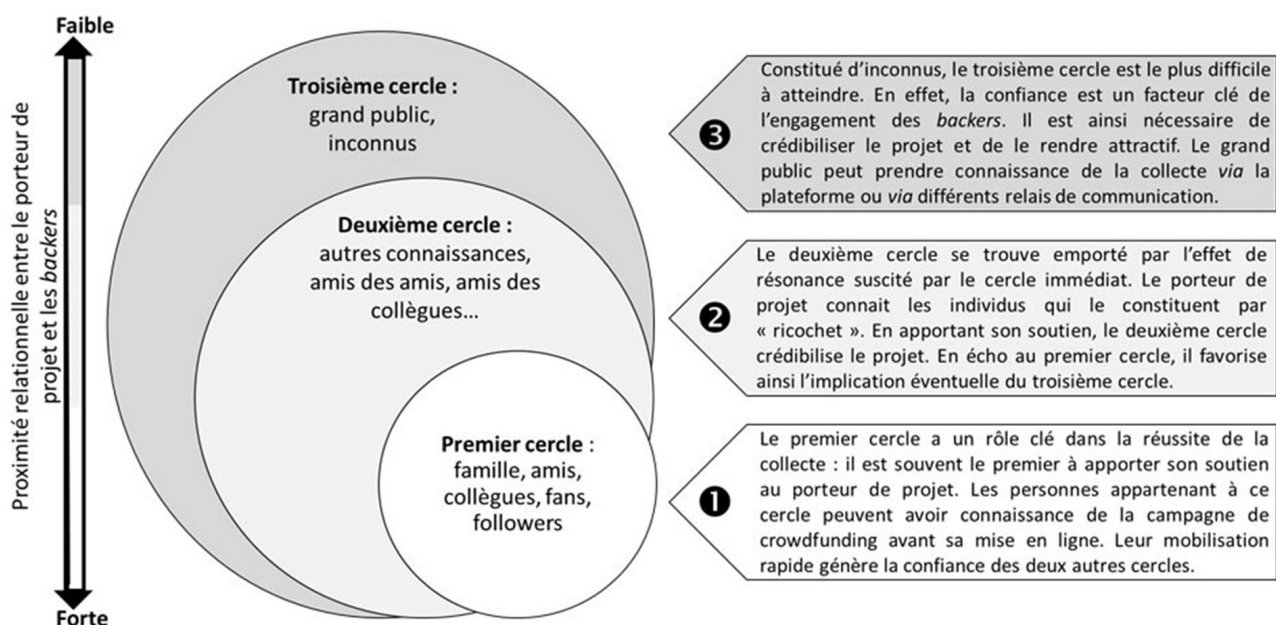 Faible
Proximité relationnelle entre le porteur de
projet et les backers
Forte
Troisième cercle :
grand public,
inconnus
Deuxième cercle :
autres connaissances,
amis des amis, amis des
collègues...
Premier cercle :
famille, amis,
collègues, fans,
followers
3
Constitué d’inconnus, le troisième cercle est le plus difficile
à atteindre. En effet, la confiance est un facteur clé de
l’engagement des backers. Il est ainsi nécessaire de
crédibiliser le projet et de le rendre attractif. Le grand
public peut prendre connaissance de la collecte via la
plateforme ou via différents relais de communication.
2
Le deuxième cercle se trouve emporté par l’effet de
résonance suscité par le cercle immédiat. Le porteur de
projet connait les individus qui le constituent par
« ricochet ». En apportant son soutien, le deuxième cercle
crédibilise le projet. En écho au premier cercle, il favorise
ainsi l’implication éventuelle du troisième cercle.
1
Le premier cercle a un rôle clé dans la réussite de la
collecte : il est souvent le premier à apporter son soutien
au porteur de projet. Les personnes appartenant à ce
cercle peuvent avoir connaissance de la campagne de
crowdfunding avant sa mise en ligne. Leur mobilisation
rapide génère la confiance des deux autres cercles.